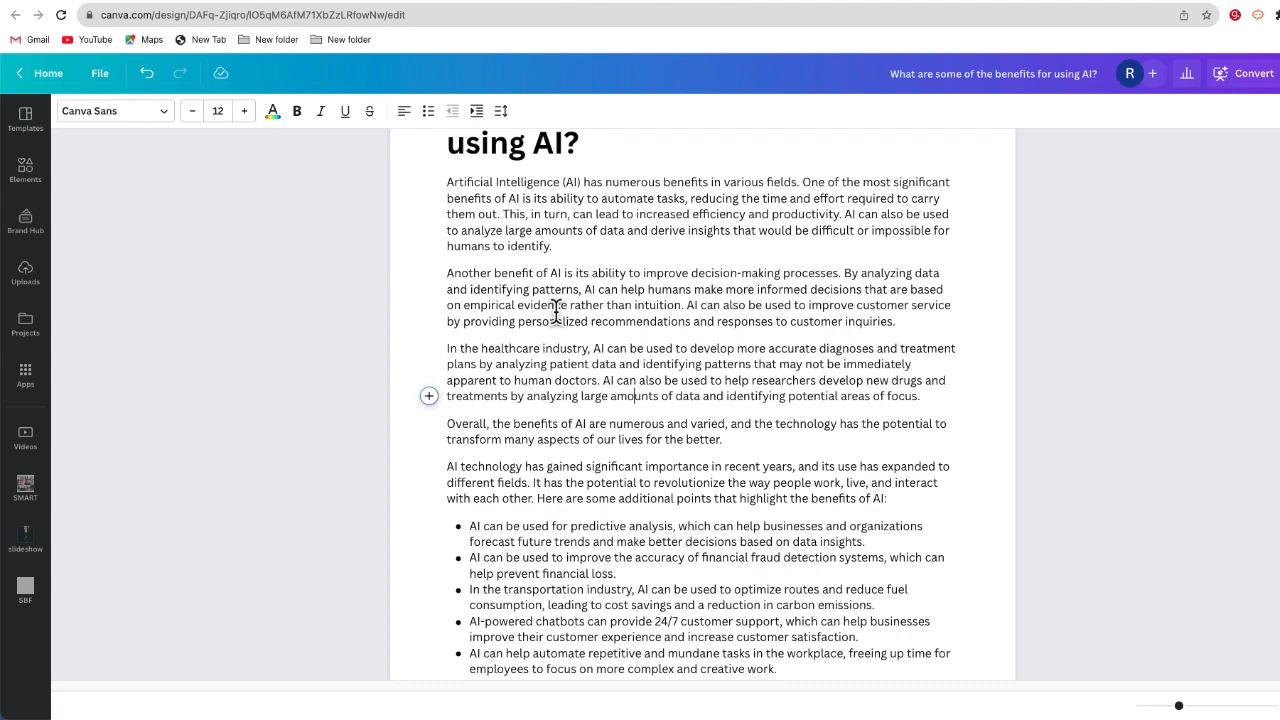 canva.com/design/DAFq-Zjiqro/IO5qM6AfM71XbZzLRfowNw/edit
Gmail YouTube Maps New Tab New folder New folder
Home File What are some of the benefits for using AI? R + Convert
Canva Sans − 12 + A B I U S
Templates
Elements
Brand Hub
Uploads
Projects
Apps
Videos
SMART
slideshow
SBF
using AI?
Artificial Intelligence (AI) has numerous benefits in various fields. One of the most significant
benefits of AI is its ability to automate tasks, reducing the time and effort required to carry
them out. This, in turn, can lead to increased efficiency and productivity. AI can also be used
to analyze large amounts of data and derive insights that would be difficult or impossible for
humans to identify.
Another benefit of AI is its ability to improve decision-making processes. By analyzing data
and identifying patterns, AI can help humans make more informed decisions that are based
on empirical evidence rather than intuition. AI can also be used to improve customer service
by providing personalized recommendations and responses to customer inquiries.
In the healthcare industry, AI can be used to develop more accurate diagnoses and treatment
plans by analyzing patient data and identifying patterns that may not be immediately
apparent to human doctors. AI can also be used to help researchers develop new drugs and
treatments by analyzing large amounts of data and identifying potential areas of focus.
Overall, the benefits of AI are numerous and varied, and the technology has the potential to
transform many aspects of our lives for the better.
AI technology has gained significant importance in recent years, and its use has expanded to
different fields. It has the potential to revolutionize the way people work, live, and interact
with each other. Here are some additional points that highlight the benefits of AI:
● AI can be used for predictive analysis, which can help businesses and organizations
forecast future trends and make better decisions based on data insights.
● AI can be used to improve the accuracy of financial fraud detection systems, which can
help prevent financial loss.
● In the transportation industry, AI can be used to optimize routes and reduce fuel
consumption, leading to cost savings and a reduction in carbon emissions.
● AI-powered chatbots can provide 24/7 customer support, which can help businesses
improve their customer experience and increase customer satisfaction.
● AI can help automate repetitive and mundane tasks in the workplace, freeing up time for
employees to focus on more complex and creative work.